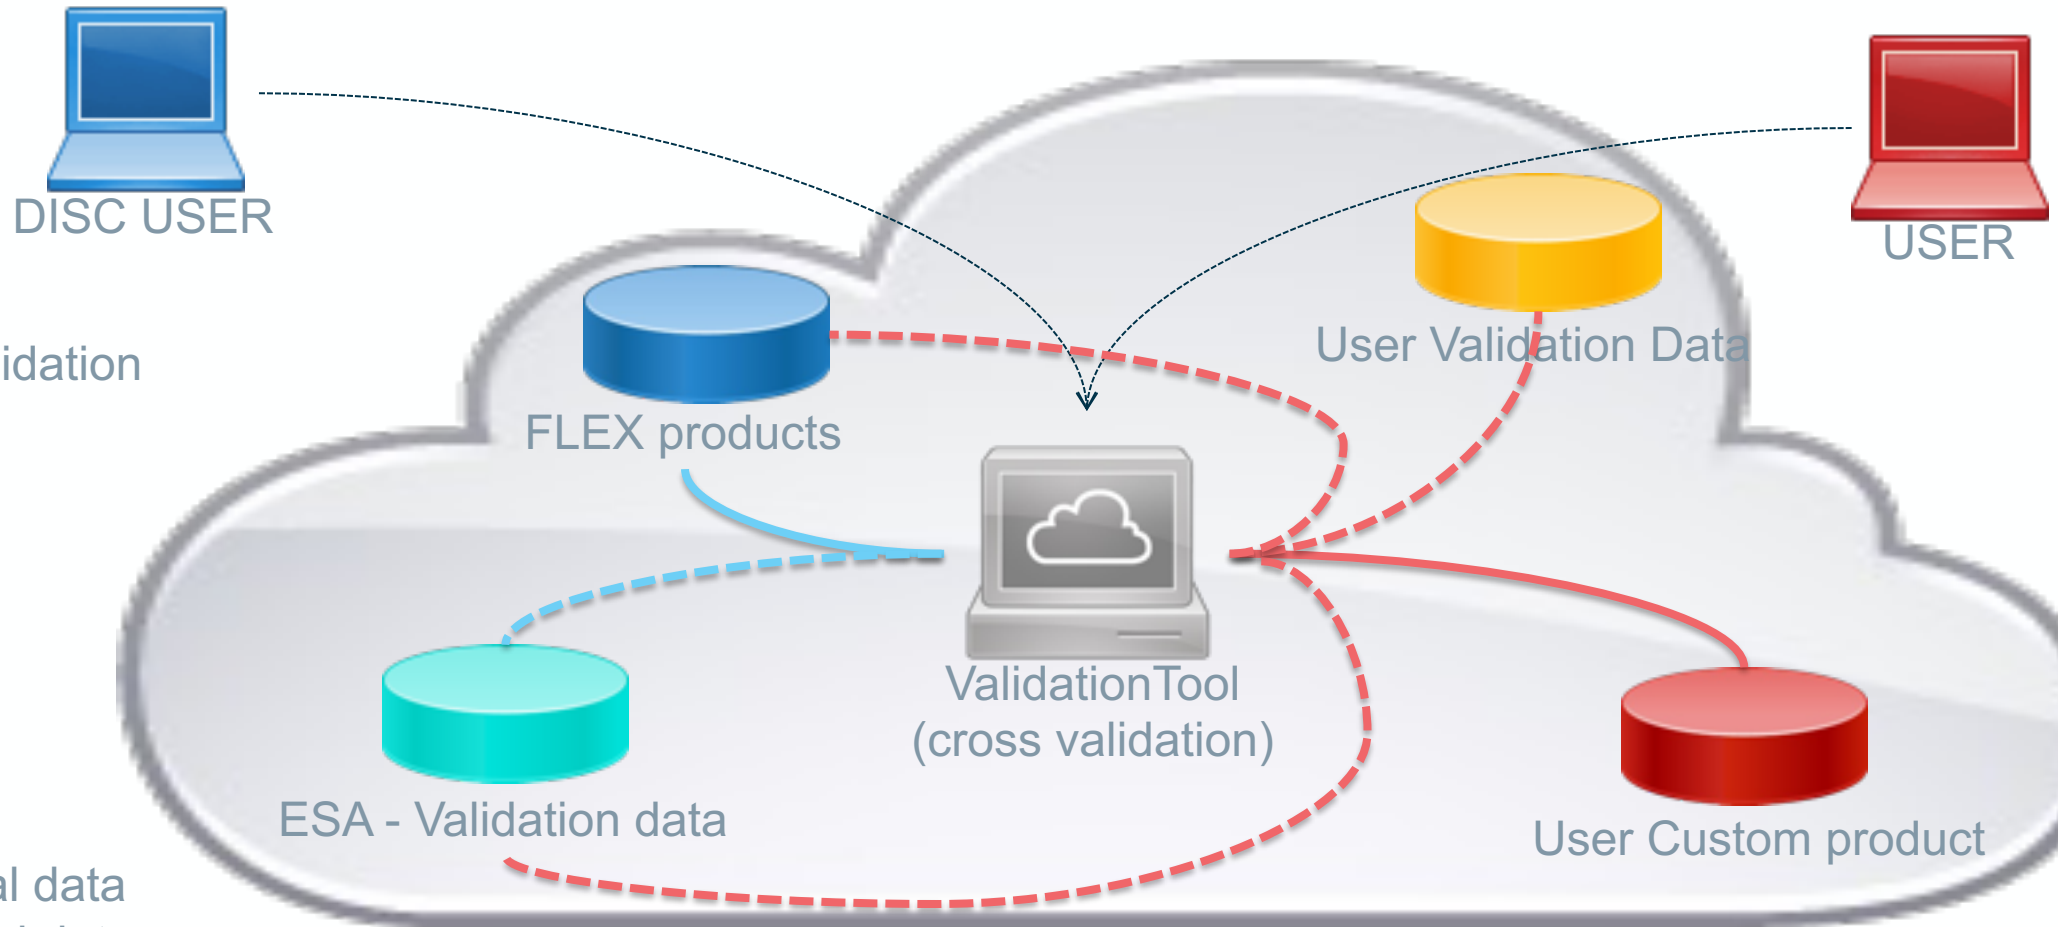 DISC USER
USER
User Validation Data
idation
FLEX products
ValidationTool
(cross validation)
ESA - Validation data
User Custom product
al data